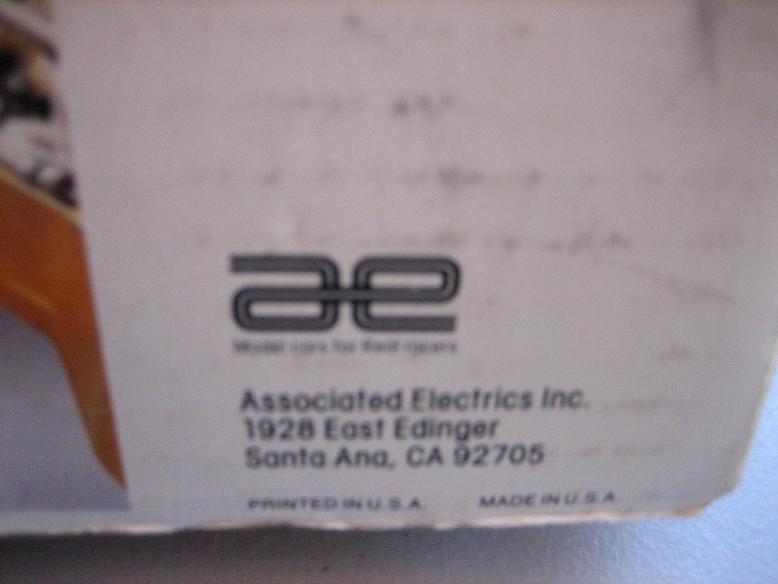 ae
Model cars for Real racers
Associated Electrics Inc.
1928 East Edinger
Santa Ana, CA 92705
PRINTED IN U.S.A. MADE IN U.S.A.